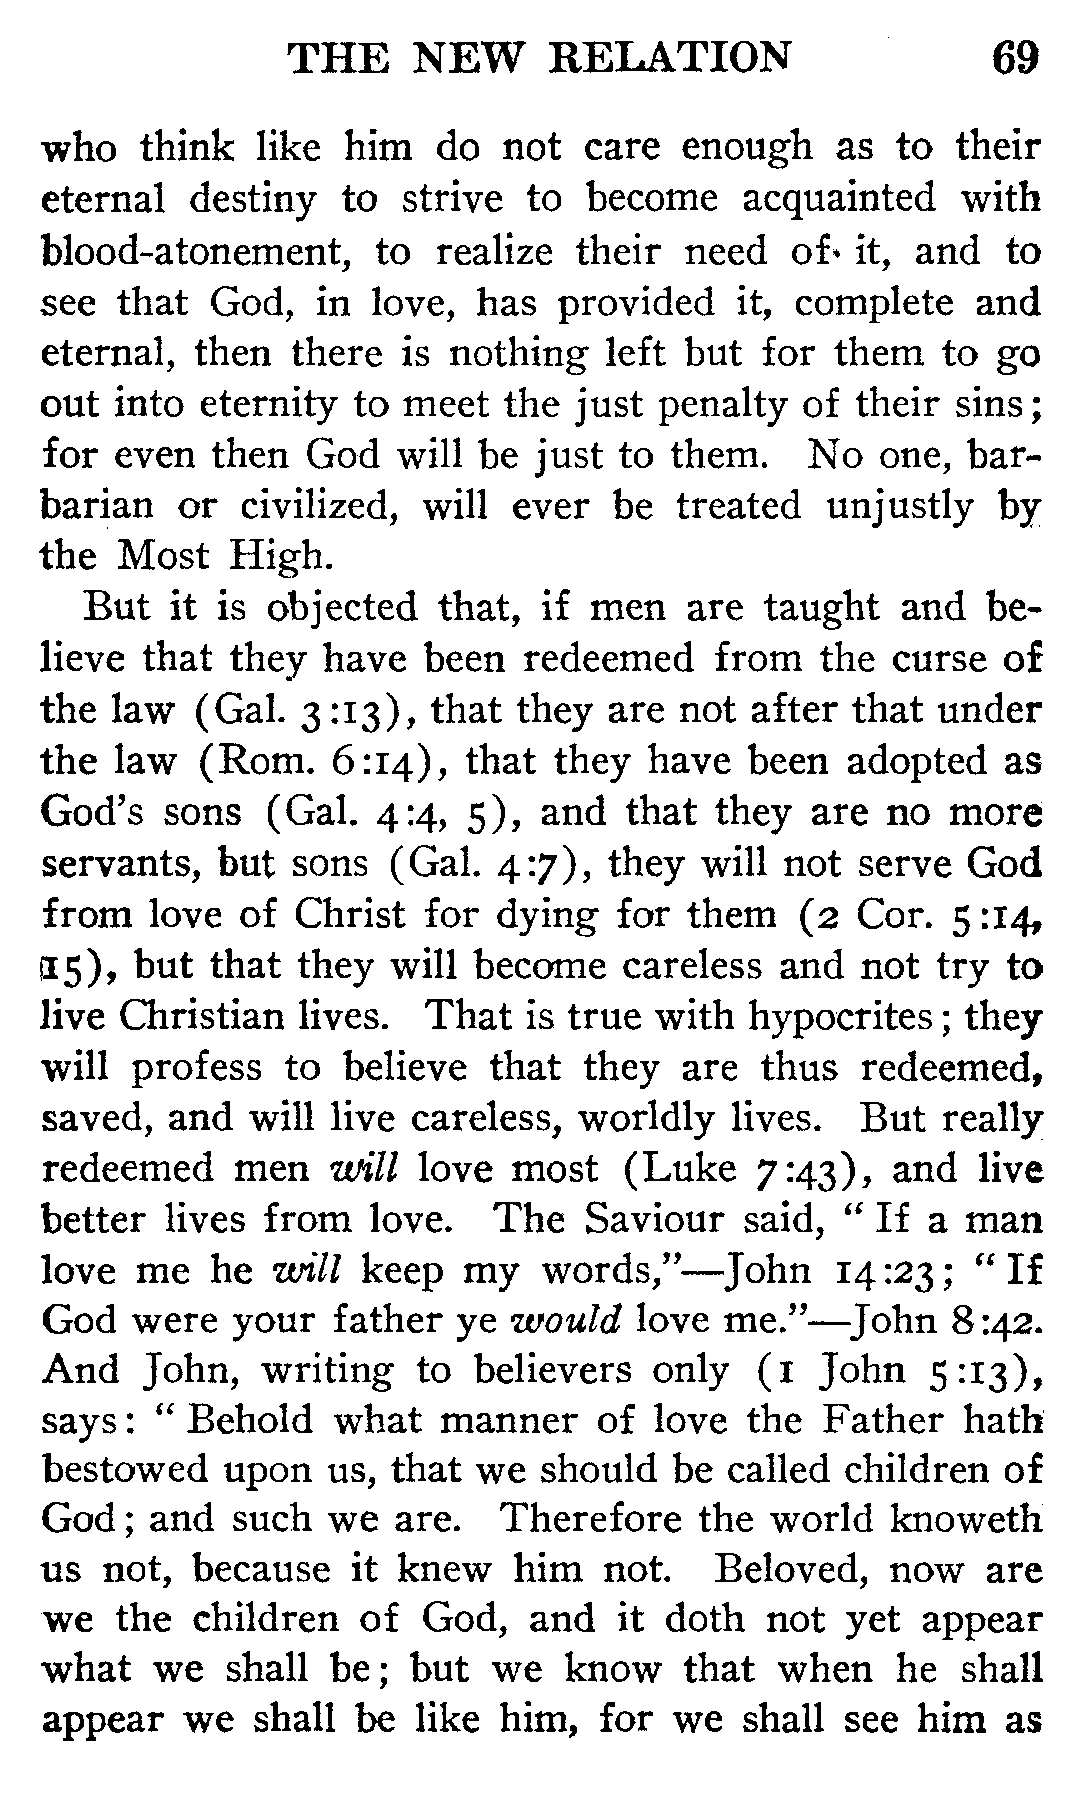 THE NEW RELATION 69
who think like him do not care enough as to their
eternal destiny to strive to become acquainted with
blood-atonement, to realize their need of it, and to
see that God, in love, has provided it, complete and
eternal, then there is nothing left but for them to go
out into eternity to meet the just penalty of their sins;
for even then God will be just to them. No one, bar-
barian or civilized, will ever be treated unjustly by
the Most High.
But it is objected that, if men are taught and be-
lieve that they have been redeemed from the curse of
the law (Gal. 3:13), that they are not after that under
the law (Rom. 6:14), that they have been adopted as
God's sons (Gal. 4:4, 5), and that they are no more
servants, but sons (Gal. 4:7), they will not serve God
from love of Christ for dying for them (2 Cor. 5:14,
15), but that they will become careless and not try to
live Christian lives. That is true with hypocrites; they
will profess to believe that they are thus redeemed,
saved, and will live careless, worldly lives. But really
redeemed men will love most (Luke 7:43), and live
better lives from love. The Saviour said, “If a man
love me he will keep my words,”—John 14:23; “If
God were your father ye would love me.”—John 8:42.
And John, writing to believers only (1 John 5:13),
says: “Behold what manner of love the Father hath
bestowed upon us, that we should be called children of
God; and such we are. Therefore the world knoweth
us not, because it knew him not. Beloved, now are
we the children of God, and it doth not yet appear
what we shall be; but we know that when he shall
appear we shall be like him, for we shall see him as